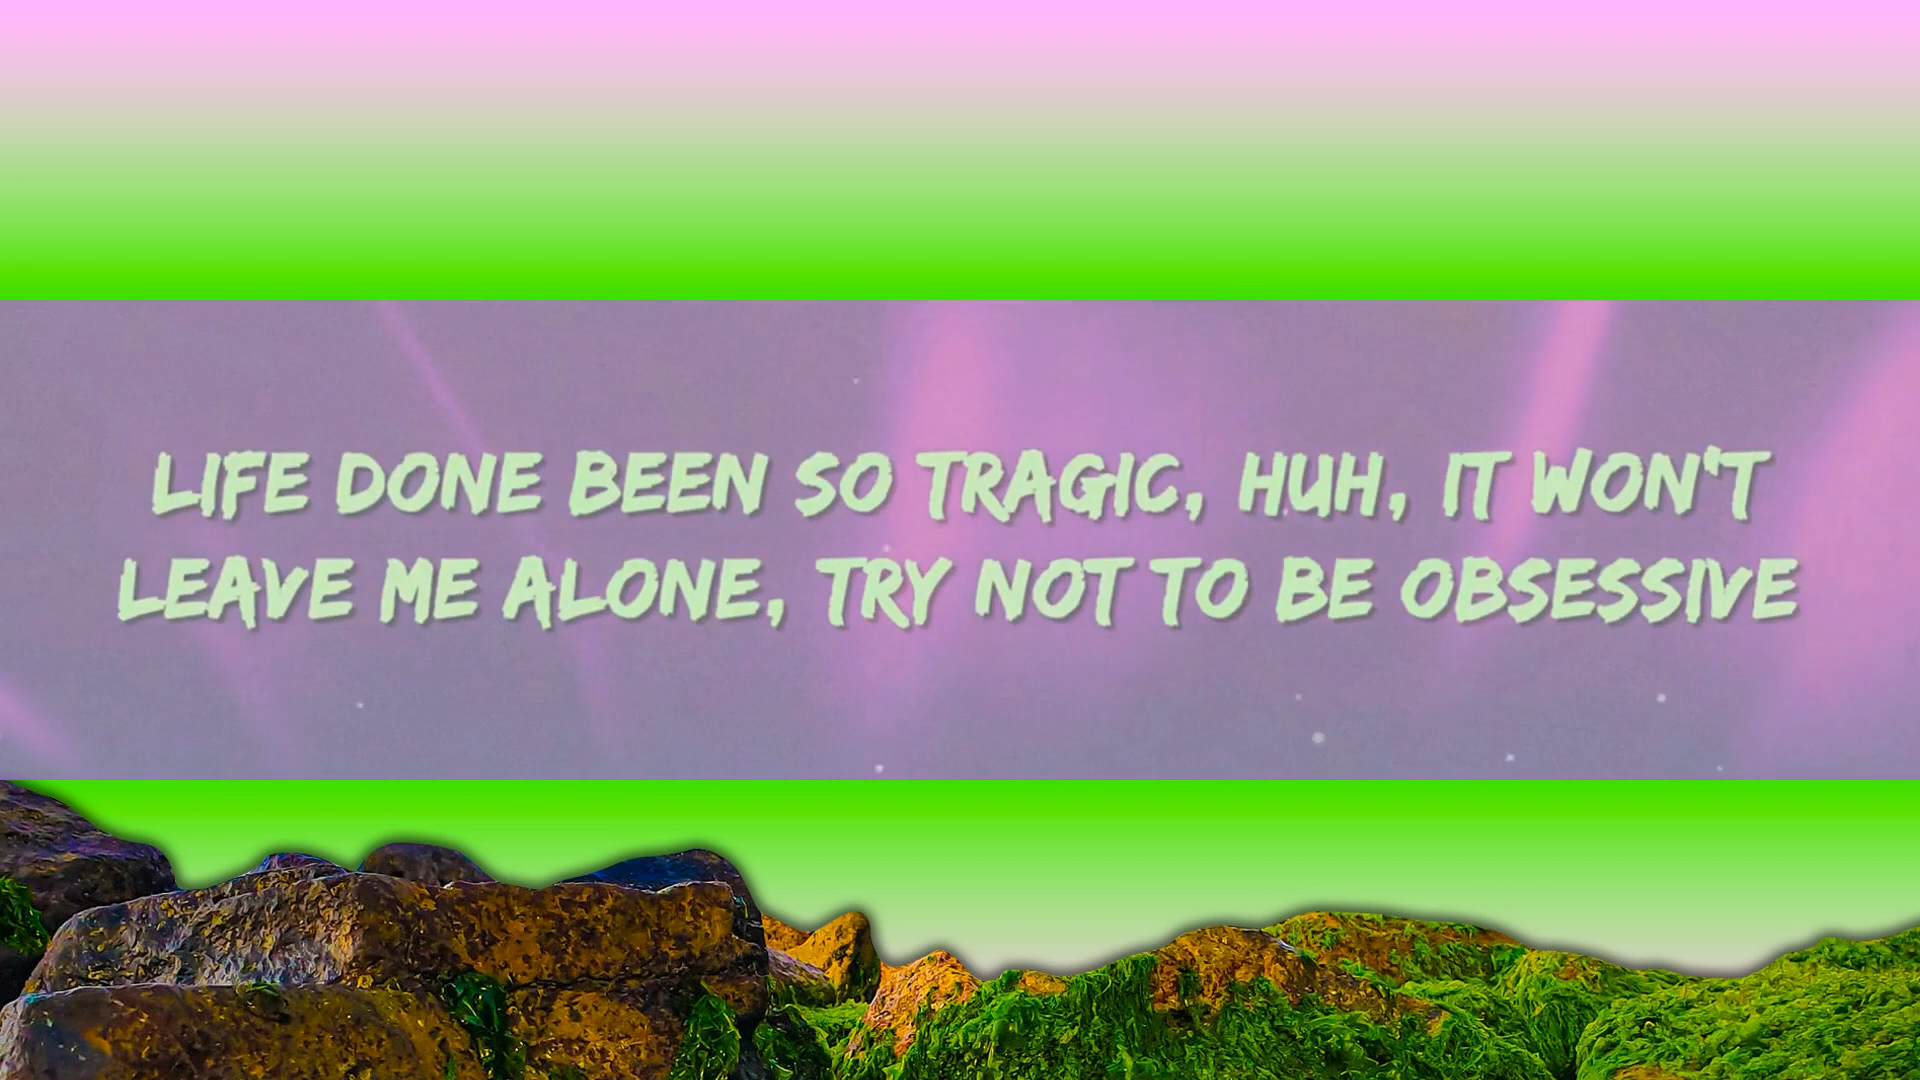 LIFE DONE BEEN SO TRAGIC, HUH, IT WON'T
LEAVE ME ALONE, TRY NOT TO BE OBSESSIVE